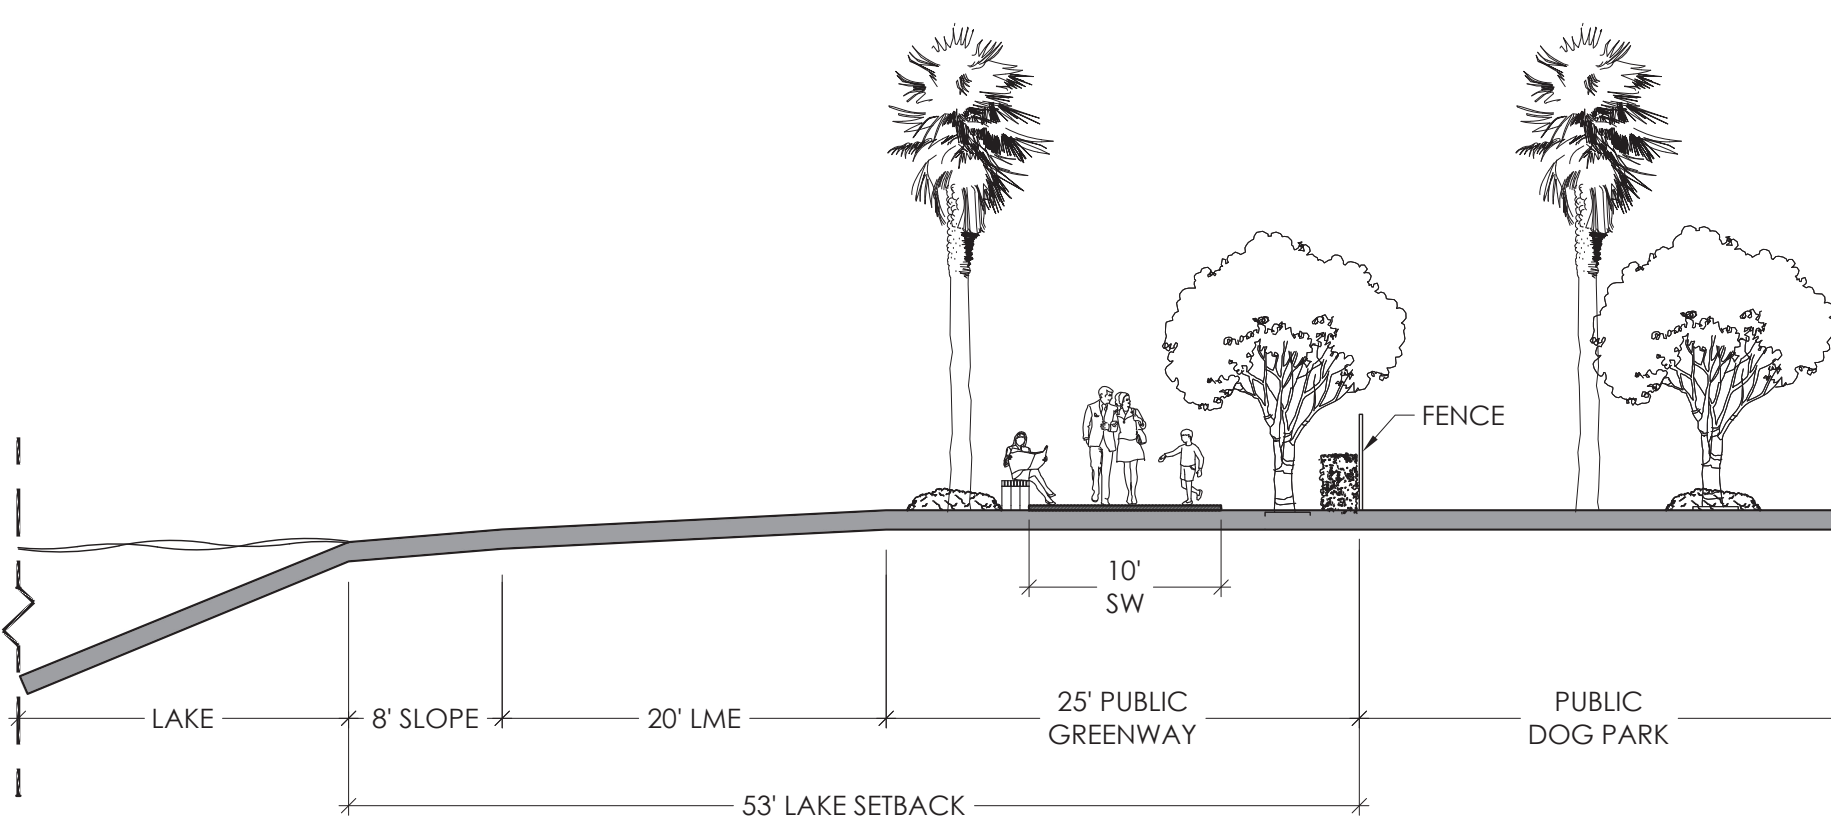 FENCE
10'
SW
LAKE
8' SLOPE
20' LME
25' PUBLIC
GREENWAY
PUBLIC
DOG PARK
53' LAKE SETBACK